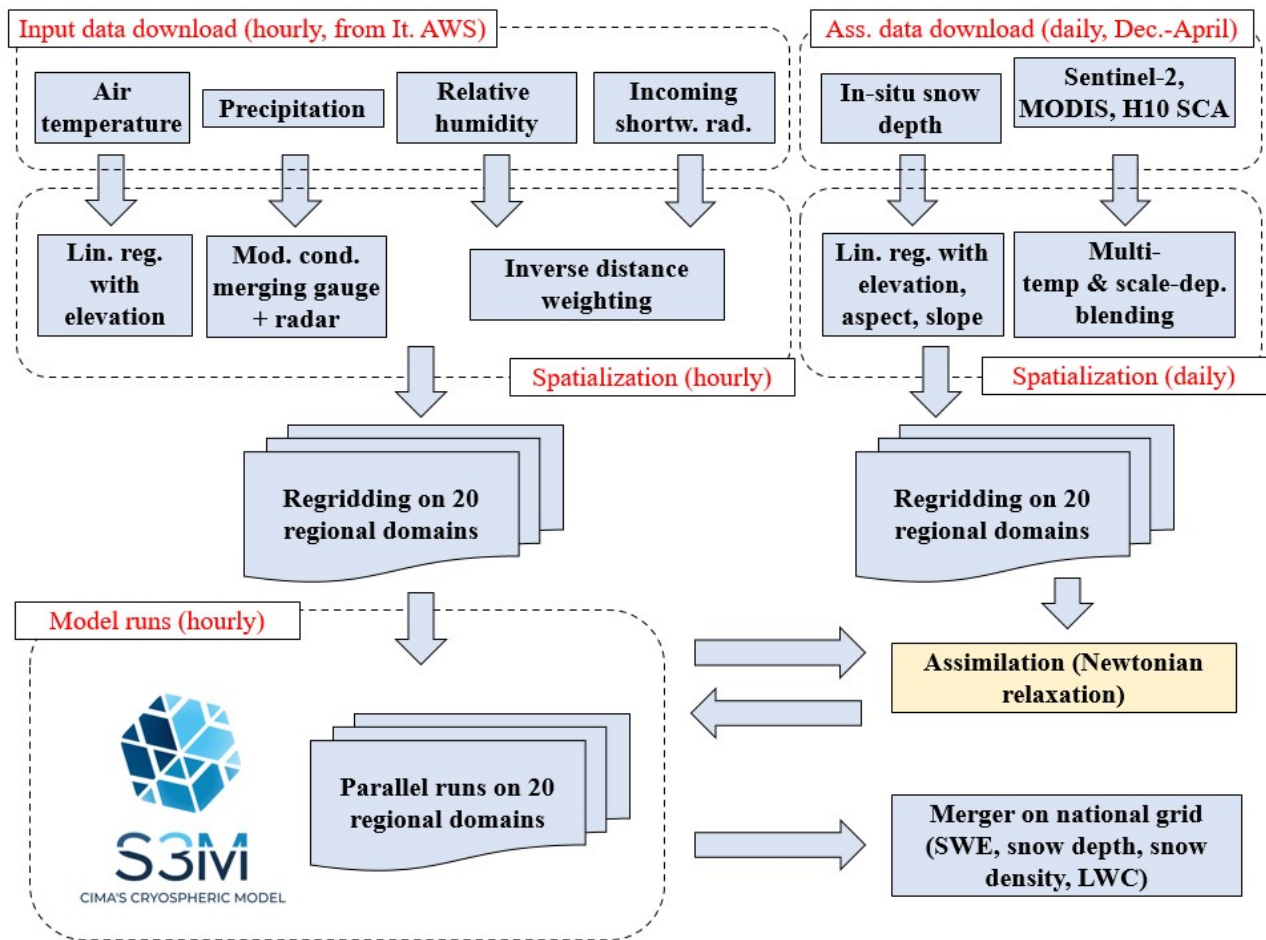 Input data download (hourly, from It. AWS)
Ass. data download (daily, Dec.-April)
Air
temperature
Precipitation
Relative
humidity
Incoming
shortw. rad.
In-situ snow
depth
Sentinel-2,
MODIS, H10 SCA
Lin. reg.
with
elevation
Mod. cond.
merging gauge
+ radar
Inverse distance
weighting
Lin. reg. with
elevation,
aspect, slope
Multi-
temp & scale-dep.
blending
Spatialization (hourly)
Spatialization (daily)
Regridding on 20
regional domains
Regridding on 20
regional domains
Model runs (hourly)
Assimilation (Newtonian
relaxation)
S3M
CIMA'S CRYOSPHERIC MODEL
Parallel runs on 20
regional domains
Merger on national grid
(SWE, snow depth, snow
density, LWC)